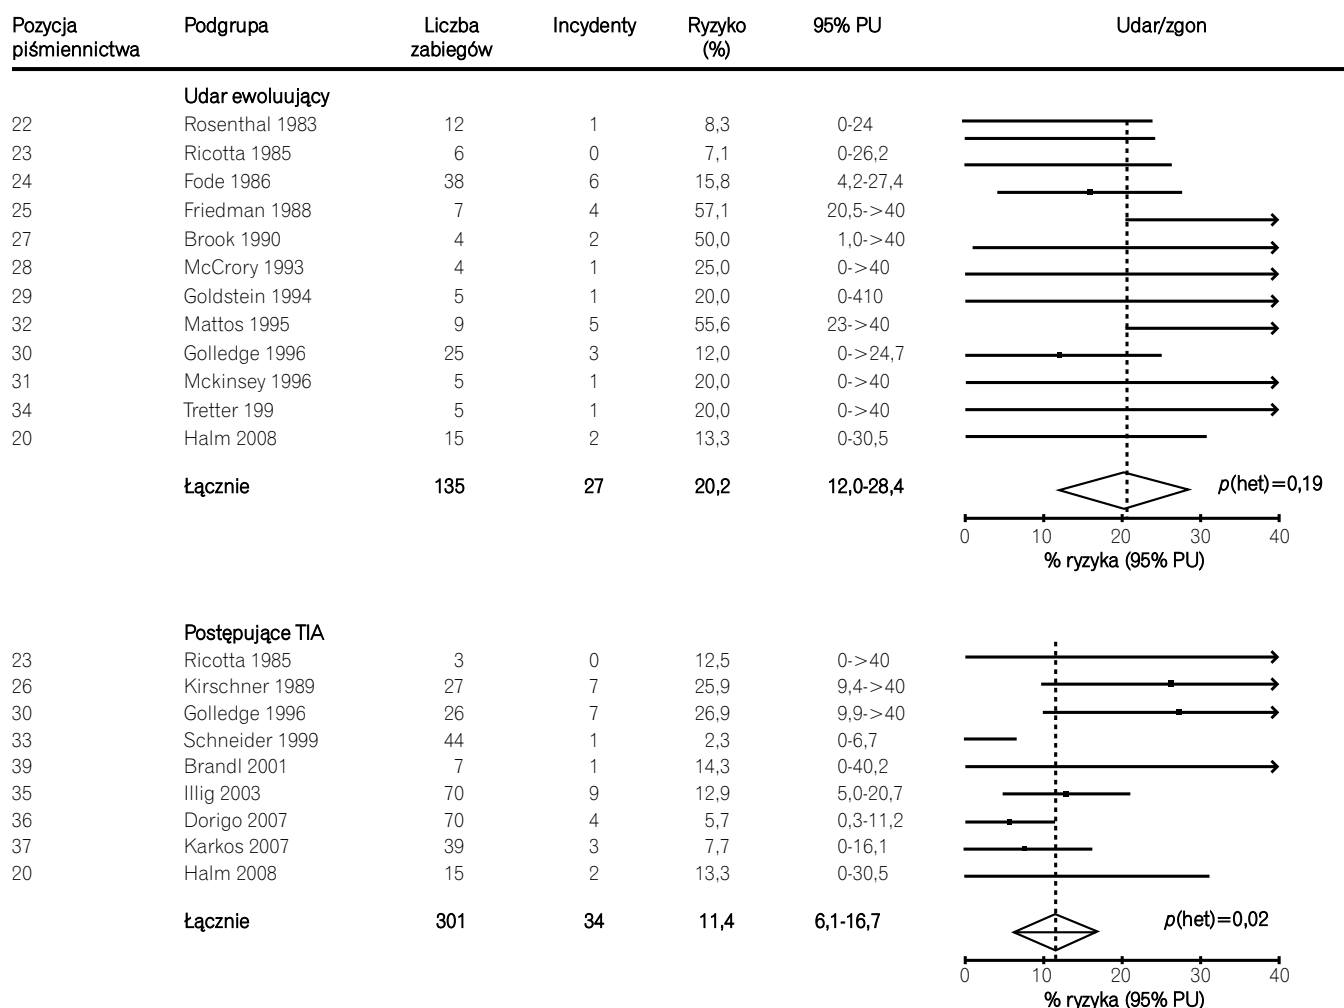 Pozycja piśmiennictwa Podgrupa Liczba zabiegów Incydenty Ryzyko (%) 95% PU Udar/zgon
Udar ewoluujący
22 Rosenthal 1983 12 1 8,3 0-24
23 Ricotta 1985 6 0 7,1 0-26,2
24 Fode 1986 38 6 15,8 4,2-27,4
25 Friedman 1988 7 4 57,1 20,5->40
27 Brook 1990 4 2 50,0 1,0->40
28 McCrory 1993 4 1 25,0 0->40
29 Goldstein 1994 5 1 20,0 0-410
32 Mattos 1995 9 5 55,6 23->40
30 Golledge 1996 25 3 12,0 0->24,7
31 Mckinsey 1996 5 1 20,0 0->40
34 Tretter 199 5 1 20,0 0->40
20 Halm 2008 15 2 13,3 0-30,5
Łącznie 135 27 20,2 12,0-28,4 p(het)=0,19
0 10 20 30 40
% ryzyka (95% PU)
Postępujące TIA
23 Ricotta 1985 3 0 12,5 0->40
26 Kirschner 1989 27 7 25,9 9,4->40
30 Golledge 1996 26 7 26,9 9,9->40
33 Schneider 1999 44 1 2,3 0-6,7
39 Brandl 2001 7 1 14,3 0-40,2
35 Illig 2003 70 9 12,9 5,0-20,7
36 Dorigo 2007 70 4 5,7 0,3-11,2
37 Karkos 2007 39 3 7,7 0-16,1
20 Halm 2008 15 2 13,3 0-30,5
Łącznie 301 34 11,4 6,1-16,7 p(het)=0,02
0 10 20 30 40
% ryzyka (95% PU)